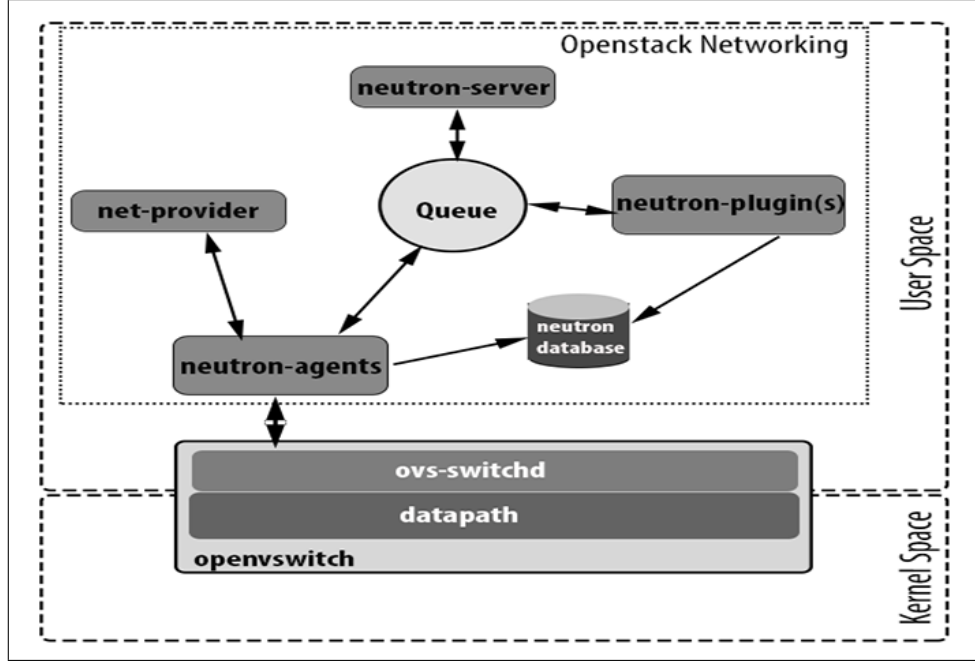 Openstack Networking
neutron-server
net-provider
Queue
neutron-plugin(s)
User Space
neutron
database
neutron-agents
ovs-switchd
datapath
openvswitch
Kernel Space